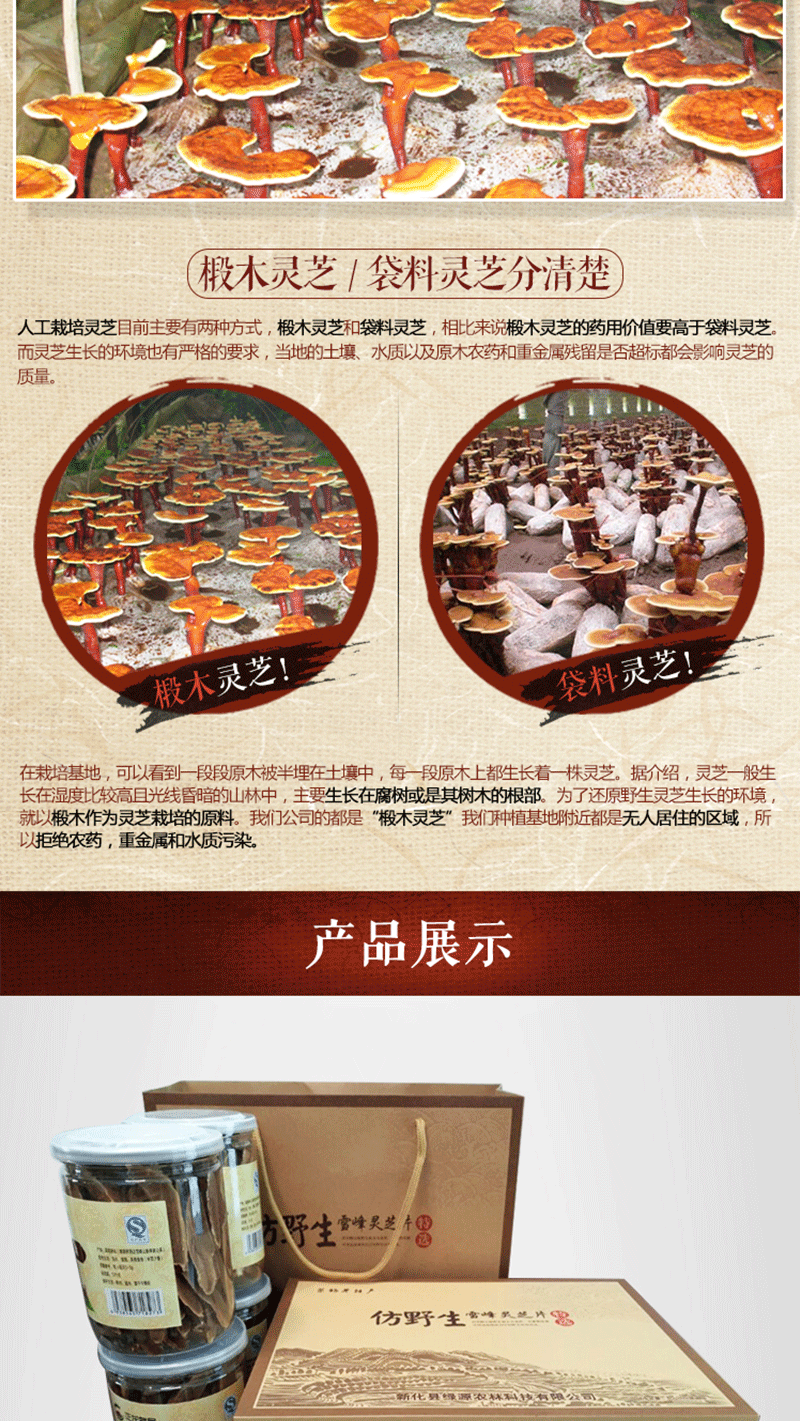 椴木灵芝 / 袋料灵芝分清楚
人工栽培灵芝目前主要有两种方式，椴木灵芝和袋料灵芝，相比来说椴木灵芝的药用价值要高于袋料灵芝。
而灵芝生长的环境也有严格的要求，当地的土壤、水质以及原木农药和重金属残留是否超标都会影响灵芝的
质量。
椴木灵芝!
袋料灵芝!
在栽培基地，可以看到一段段原木被半埋在土壤中，每一段原木上都生长着一株灵芝。据介绍，灵芝一般生
长在湿度比较高且光线昏暗的山林中，主要生长在腐树或是其树木的根部。为了还原野生灵芝生长的环境，
就以椴木作为灵芝栽培的原料。我们公司的都是“椴木灵芝”我们种植基地附近都是无人居住的区域，所
以拒绝农药，重金属和水质污染。
产品展示
仿野生 雪峰灵芝片 特选
仿野生 雪峰灵芝片
新化县绿源农林科技有限公司